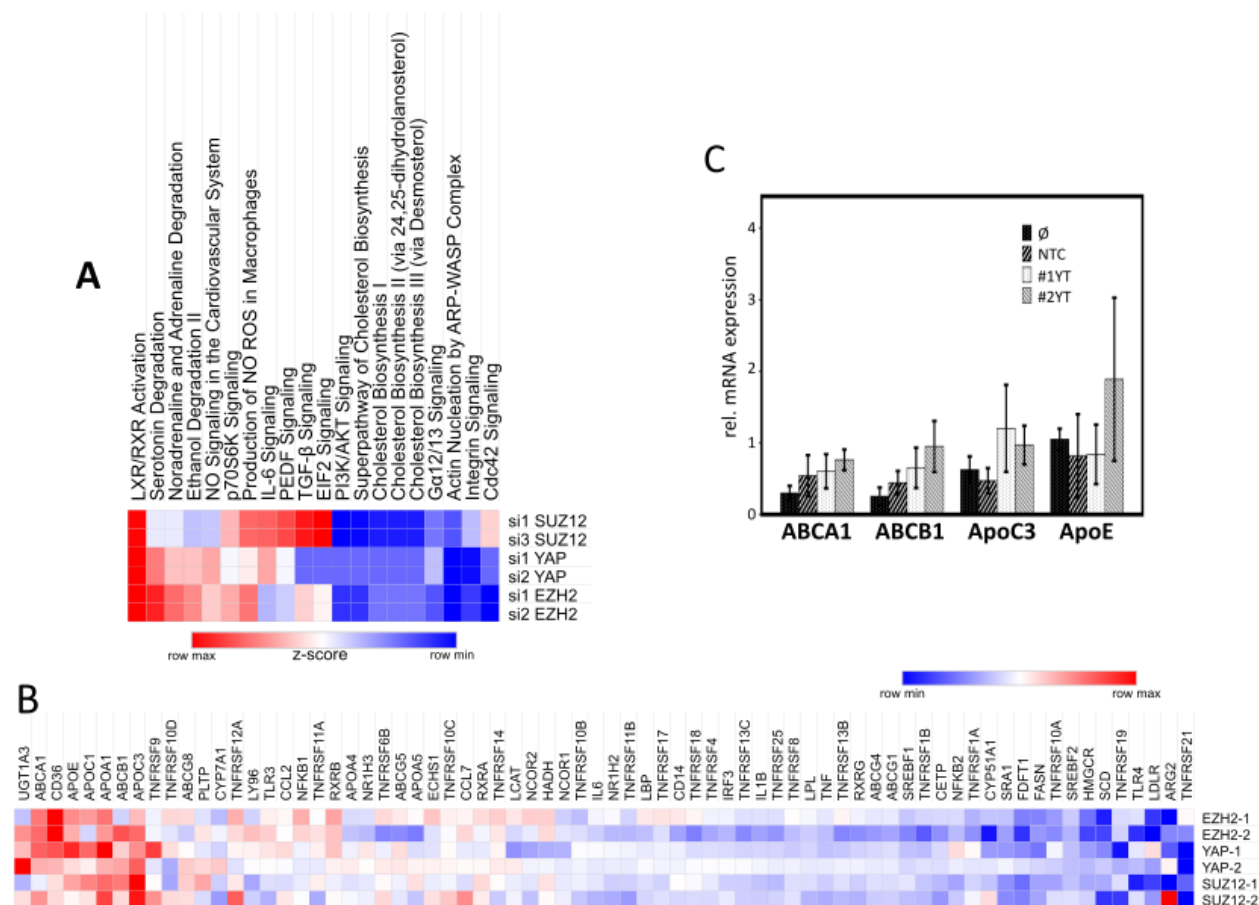 A
LXR/RXR Activation
Serotonin Degradation
Noradrenaline and Adrenaline Degradation
Ethanol Degradation II
NO Signaling in the Cardiovascular System
p70S6K Signaling
Production of NO ROS in Macrophages
IL-6 Signaling
PEDF Signaling
TGF-β Signaling
EIF2 Signaling
PI3K/AKT Signaling
Superpathway of Cholesterol Biosynthesis
Cholesterol Biosynthesis I
Cholesterol Biosynthesis II (via 24,25-dihydrolanosterol)
Cholesterol Biosynthesis III (via Desmosterol)
Gα12/13 Signaling
Actin Nucleation by ARP-WASP Complex
Integrin Signaling
Cdc42 Signaling
si1 SUZ12
si3 SUZ12
si1 YAP
si2 YAP
si1 EZH2
si2 EZH2
row max
z-score
row min
C
rel. mRNA expression
4
3
2
1
0
Ø
NTC
#1YT
#2YT
ABCA1
ABCB1
ApoC3
ApoE
row min
row max
B
UGT1A3
ABCA1
CD36
APOE
APOC1
APOA1
ABCB1
APOC3
TNFRSF9
TNFRSF10D
ABCG8
PLTP
CYP7A1
TNFRSF12A
LY96
TLR3
CCL2
NFKB1
TNFRSF11A
RXRB
APOA4
NR1H3
TNFRSF6B
ABCG5
APOA5
ECHS1
TNFRSF10C
CCL7
RXRA
TNFRSF14
LCAT
NCOR2
HADH
NCOR1
TNFRSF10B
IL6
NR1H2
TNFRSF11B
LBP
TNFRSF17
CD14
TNFRSF18
TNFRSF4
IRF3
TNFRSF13C
IL1B
TNFRSF25
TNFRSF8
LPL
TNF
TNFRSF13B
RXRG
ABCG4
ABCG1
SREBF1
TNFRSF1B
CETP
NFKB2
TNFRSF1A
CYP51A1
SRA1
FDFT1
FASN
TNFRSF10A
SREBF2
HMGCR
SCD
TNFRSF19
TLR4
LDLR
ARG2
TNFRSF21
EZH2-1
EZH2-2
YAP-1
YAP-2
SUZ12-1
SUZ12-2